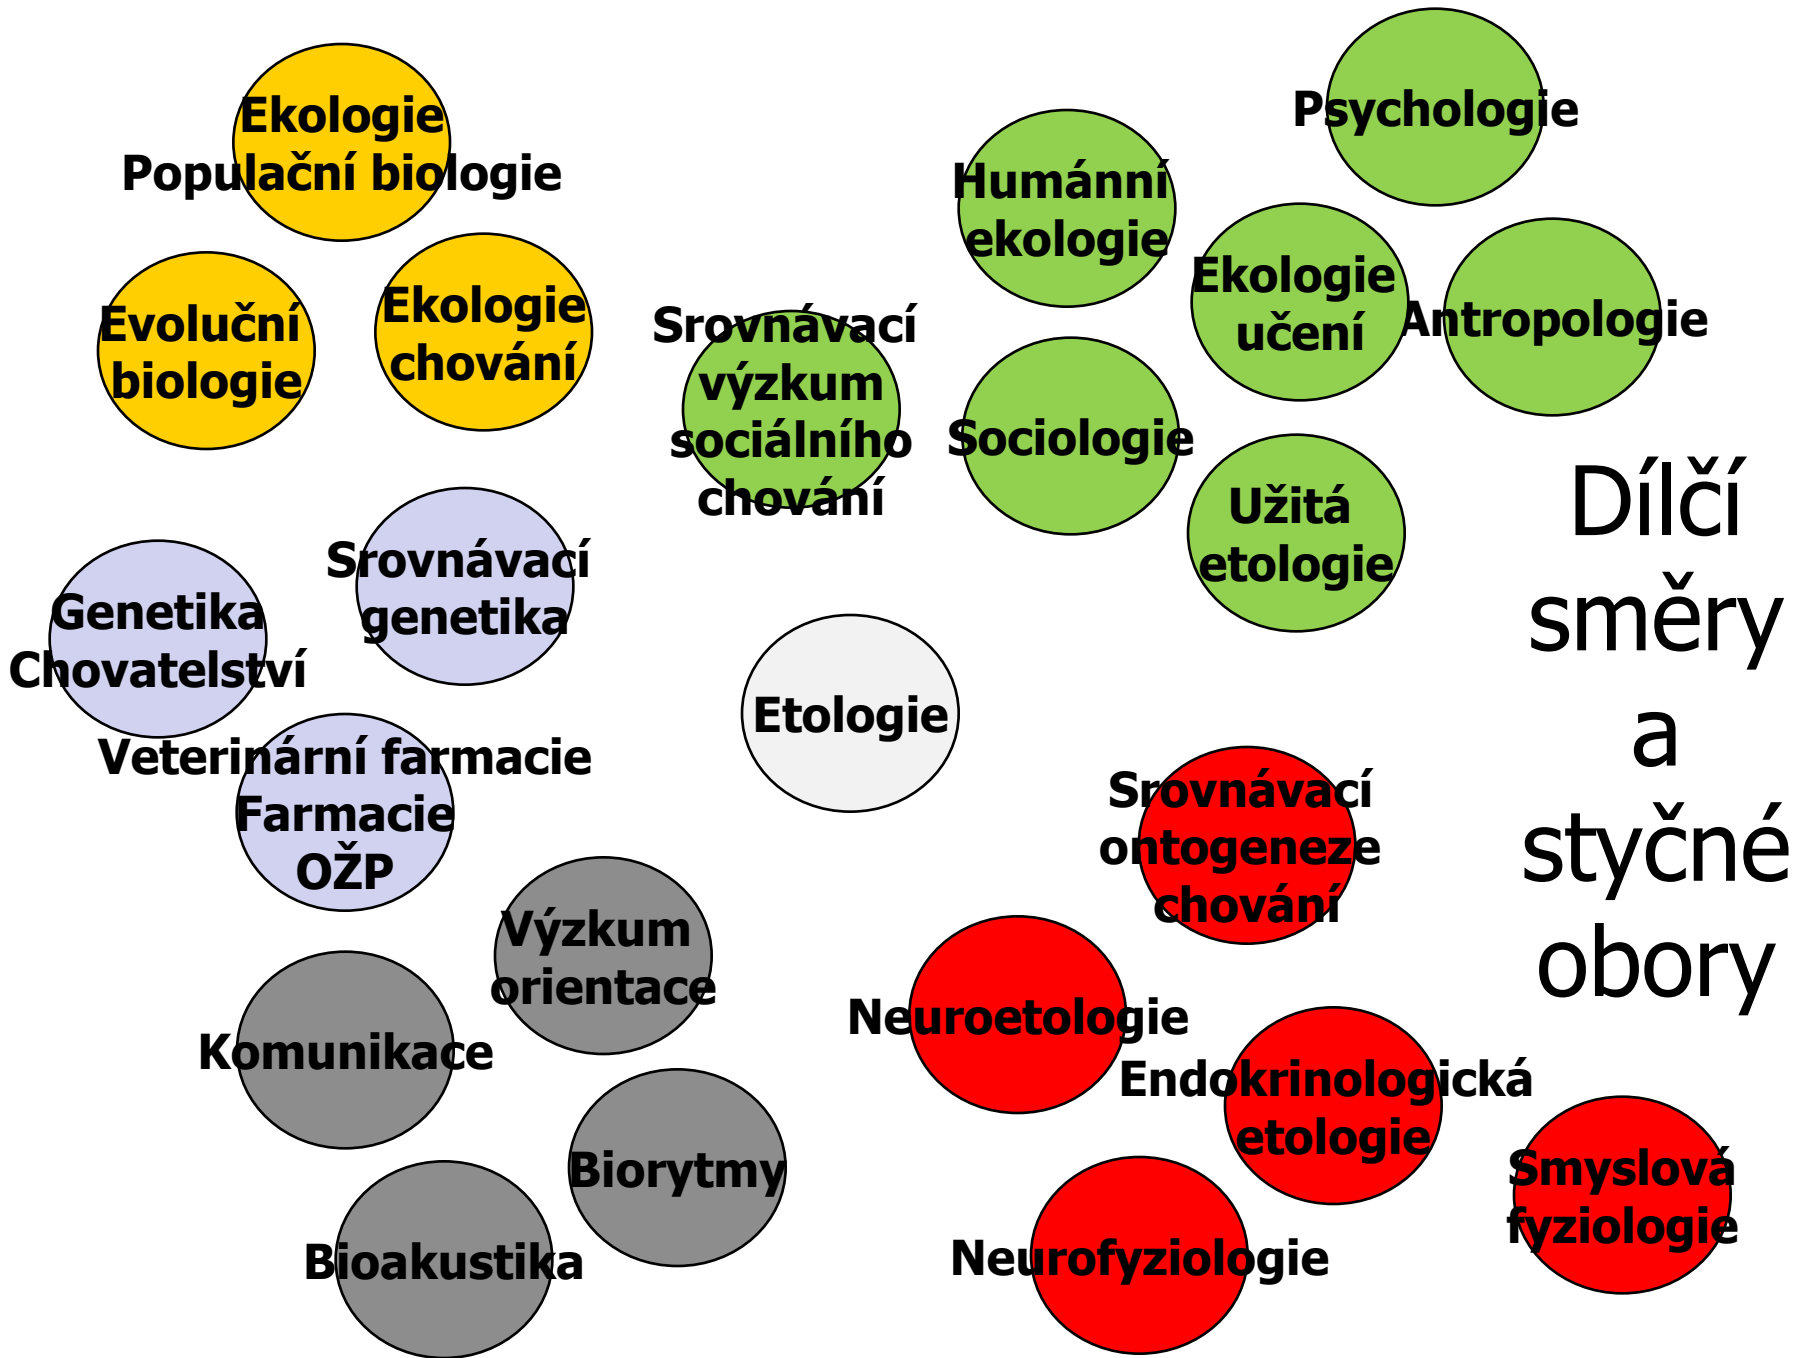 Ekologie
Populační biologie
Evoluční
biologie
Ekologie
chování
Srovnávací
výzkum
sociálního
chování
Humánní
ekologie
Psychologie
Ekologie
učení
Antropologie
Sociologie
Užitá
etologie
Dílčí
směry
a
styčné
obory
Genetika
Chovatelství
Srovnávací
genetika
Veterinární farmacie
Farmacie
OŽP
Etologie
Srovnávací
ontogeneze
chování
Výzkum
orientace
Komunikace
Biorytmy
Bioakustika
Neuroetologie
Endokrinologická
etologie
Smyslová
fyziologie
Neurofyziologie